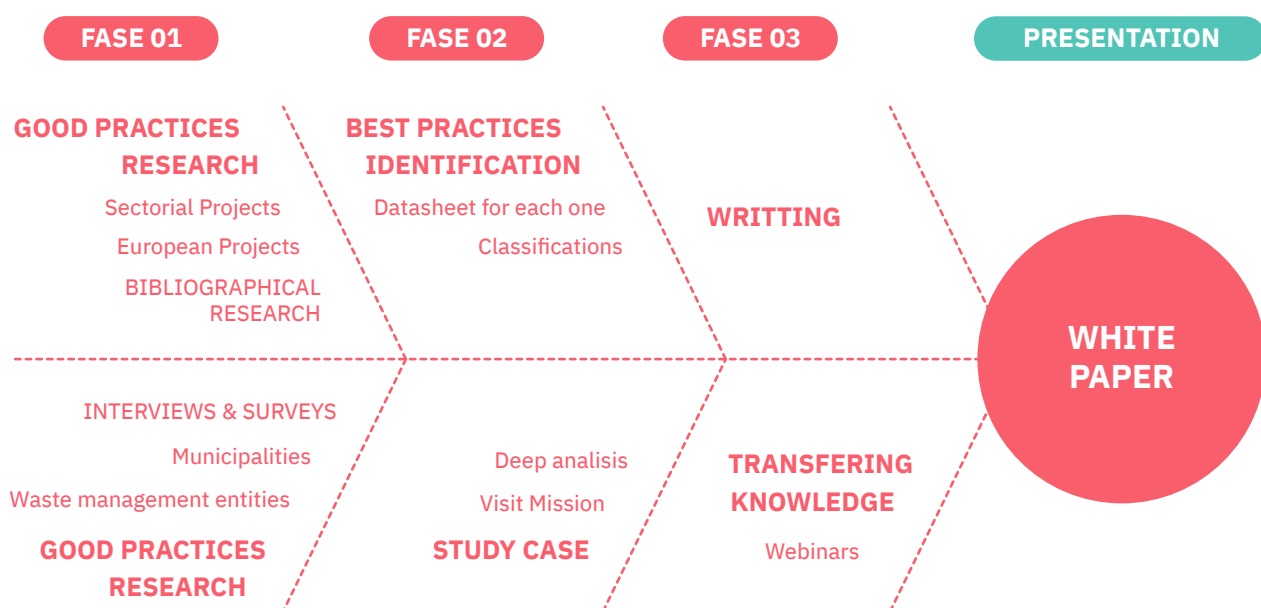 FASE 01
FASE 02
FASE 03
PRESENTATION
GOOD PRACTICES
RESEARCH
Sectorial Projects
European Projects
BIBLIOGRAPHICAL
RESEARCH
BEST PRACTICES
IDENTIFICATION
Datasheet for each one
Classifications
WRITTING
WHITE
PAPER
INTERVIEWS & SURVEYS
Municipalities
Waste management entities
GOOD PRACTICES
RESEARCH
Deep analisis
Visit Mission
STUDY CASE
TRANSFERING
KNOWLEDGE
Webinars